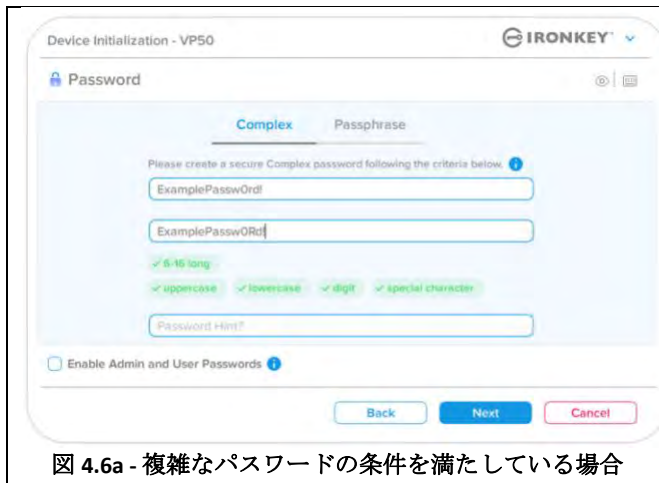 Device Initialization - VP50
IRONKEY
Password
Complex Passphrase
Please create a secure Complex password following the criteria below.
ExamplePassw0rd!
ExamplePassw0Rd!
✓ 6-16 long
✓ uppercase ✓ lowercase ✓ digit ✓ special character
Password Hint?
Enable Admin and User Passwords
Back Next Cancel
図 4.6a - 複雑なパスワードの条件を満たしている場合